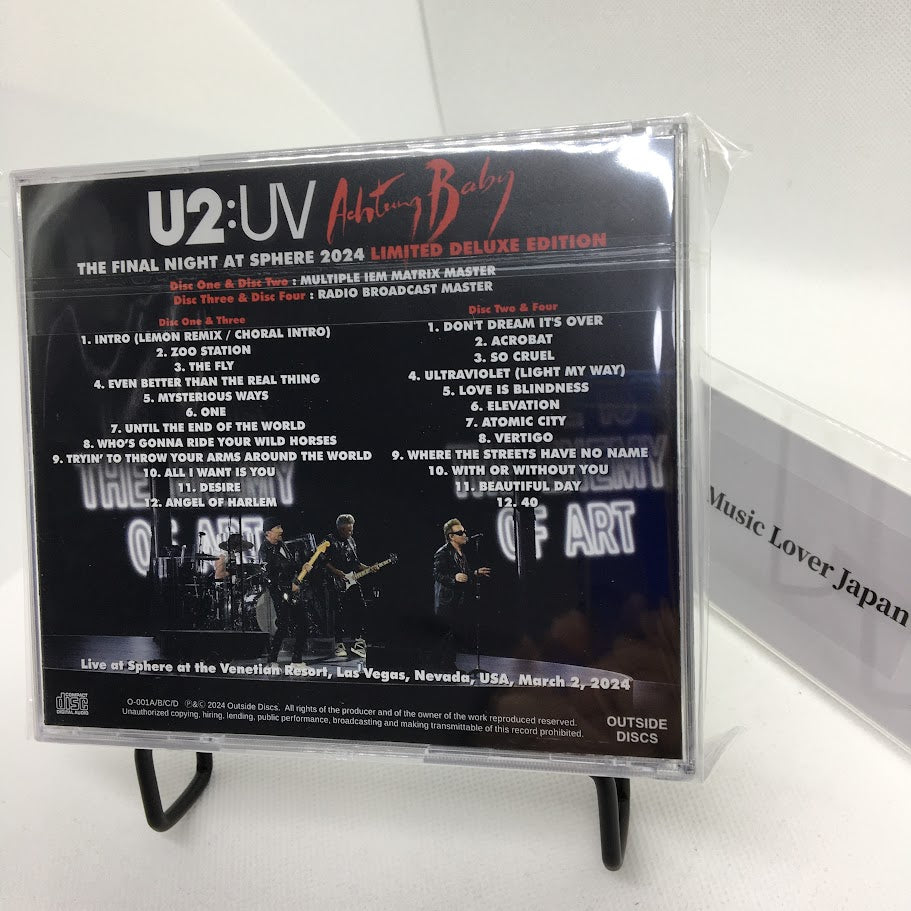 U2:UV Achtung Baby
THE FINAL NIGHT AT SPHERE 2024 LIMITED DELUXE EDITION
Disc One & Disc Two : MULTIPLE IEM MATRIX MASTER
Disc Three & Disc Four : RADIO BROADCAST MASTER
Disc One & Three
1. INTRO (LEMON REMIX / CHORAL INTRO)
2. ZOO STATION
3. THE FLY
4. EVEN BETTER THAN THE REAL THING
5. MYSTERIOUS WAYS
6. ONE
7. UNTIL THE END OF THE WORLD
8. WHO'S GONNA RIDE YOUR WILD HORSES
9. TRYIN' TO THROW YOUR ARMS AROUND THE WORLD
10. ALL I WANT IS YOU
11. DESIRE
12. ANGEL OF HARLEM
Disc Two & Four
1. DON'T DREAM IT'S OVER
2. ACROBAT
3. SO CRUEL
4. ULTRAVIOLET (LIGHT MY WAY)
5. LOVE IS BLINDNESS
6. ELEVATION
7. ATOMIC CITY
8. VERTIGO
9. WHERE THE STREETS HAVE NO NAME
10. WITH OR WITHOUT YOU
11. BEAUTIFUL DAY
12. 40
THE ENEMY
OF ART
THE ENEMY
OF ART
Live at Sphere at the Venetian Resort, Las Vegas, Nevada, USA, March 2, 2024
COMPACT
disc
DIGITAL AUDIO
O-001A/B/C/D ℗&© 2024 Outside Discs. All rights of the producer and of the owner of the work reproduced reserved.
Unauthorized copying, hiring, lending, public performance, broadcasting and making transmittable of this record prohibited.
OUTSIDE
DISCS
Music Lover Japan